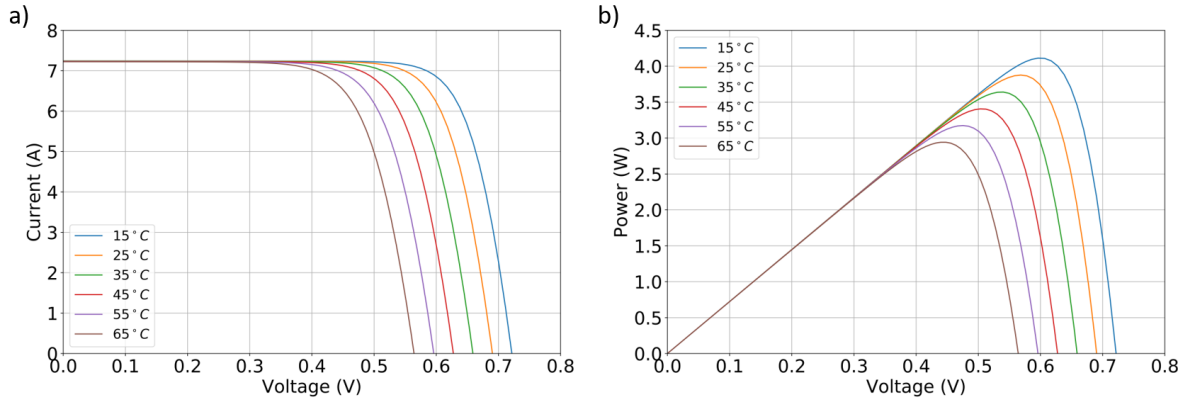 a)
8
7
6
5
4
3
2
1
0
Current (A)
15°C
25°C
35°C
45°C
55°C
65°C
0.0 0.1 0.2 0.3 0.4 0.5 0.6 0.7 0.8
Voltage (V)
b)
4.5
4.0
3.5
3.0
2.5
2.0
1.5
1.0
0.5
0.0
Power (W)
15°C
25°C
35°C
45°C
55°C
65°C
0.0 0.1 0.2 0.3 0.4 0.5 0.6 0.7 0.8
Voltage (V)